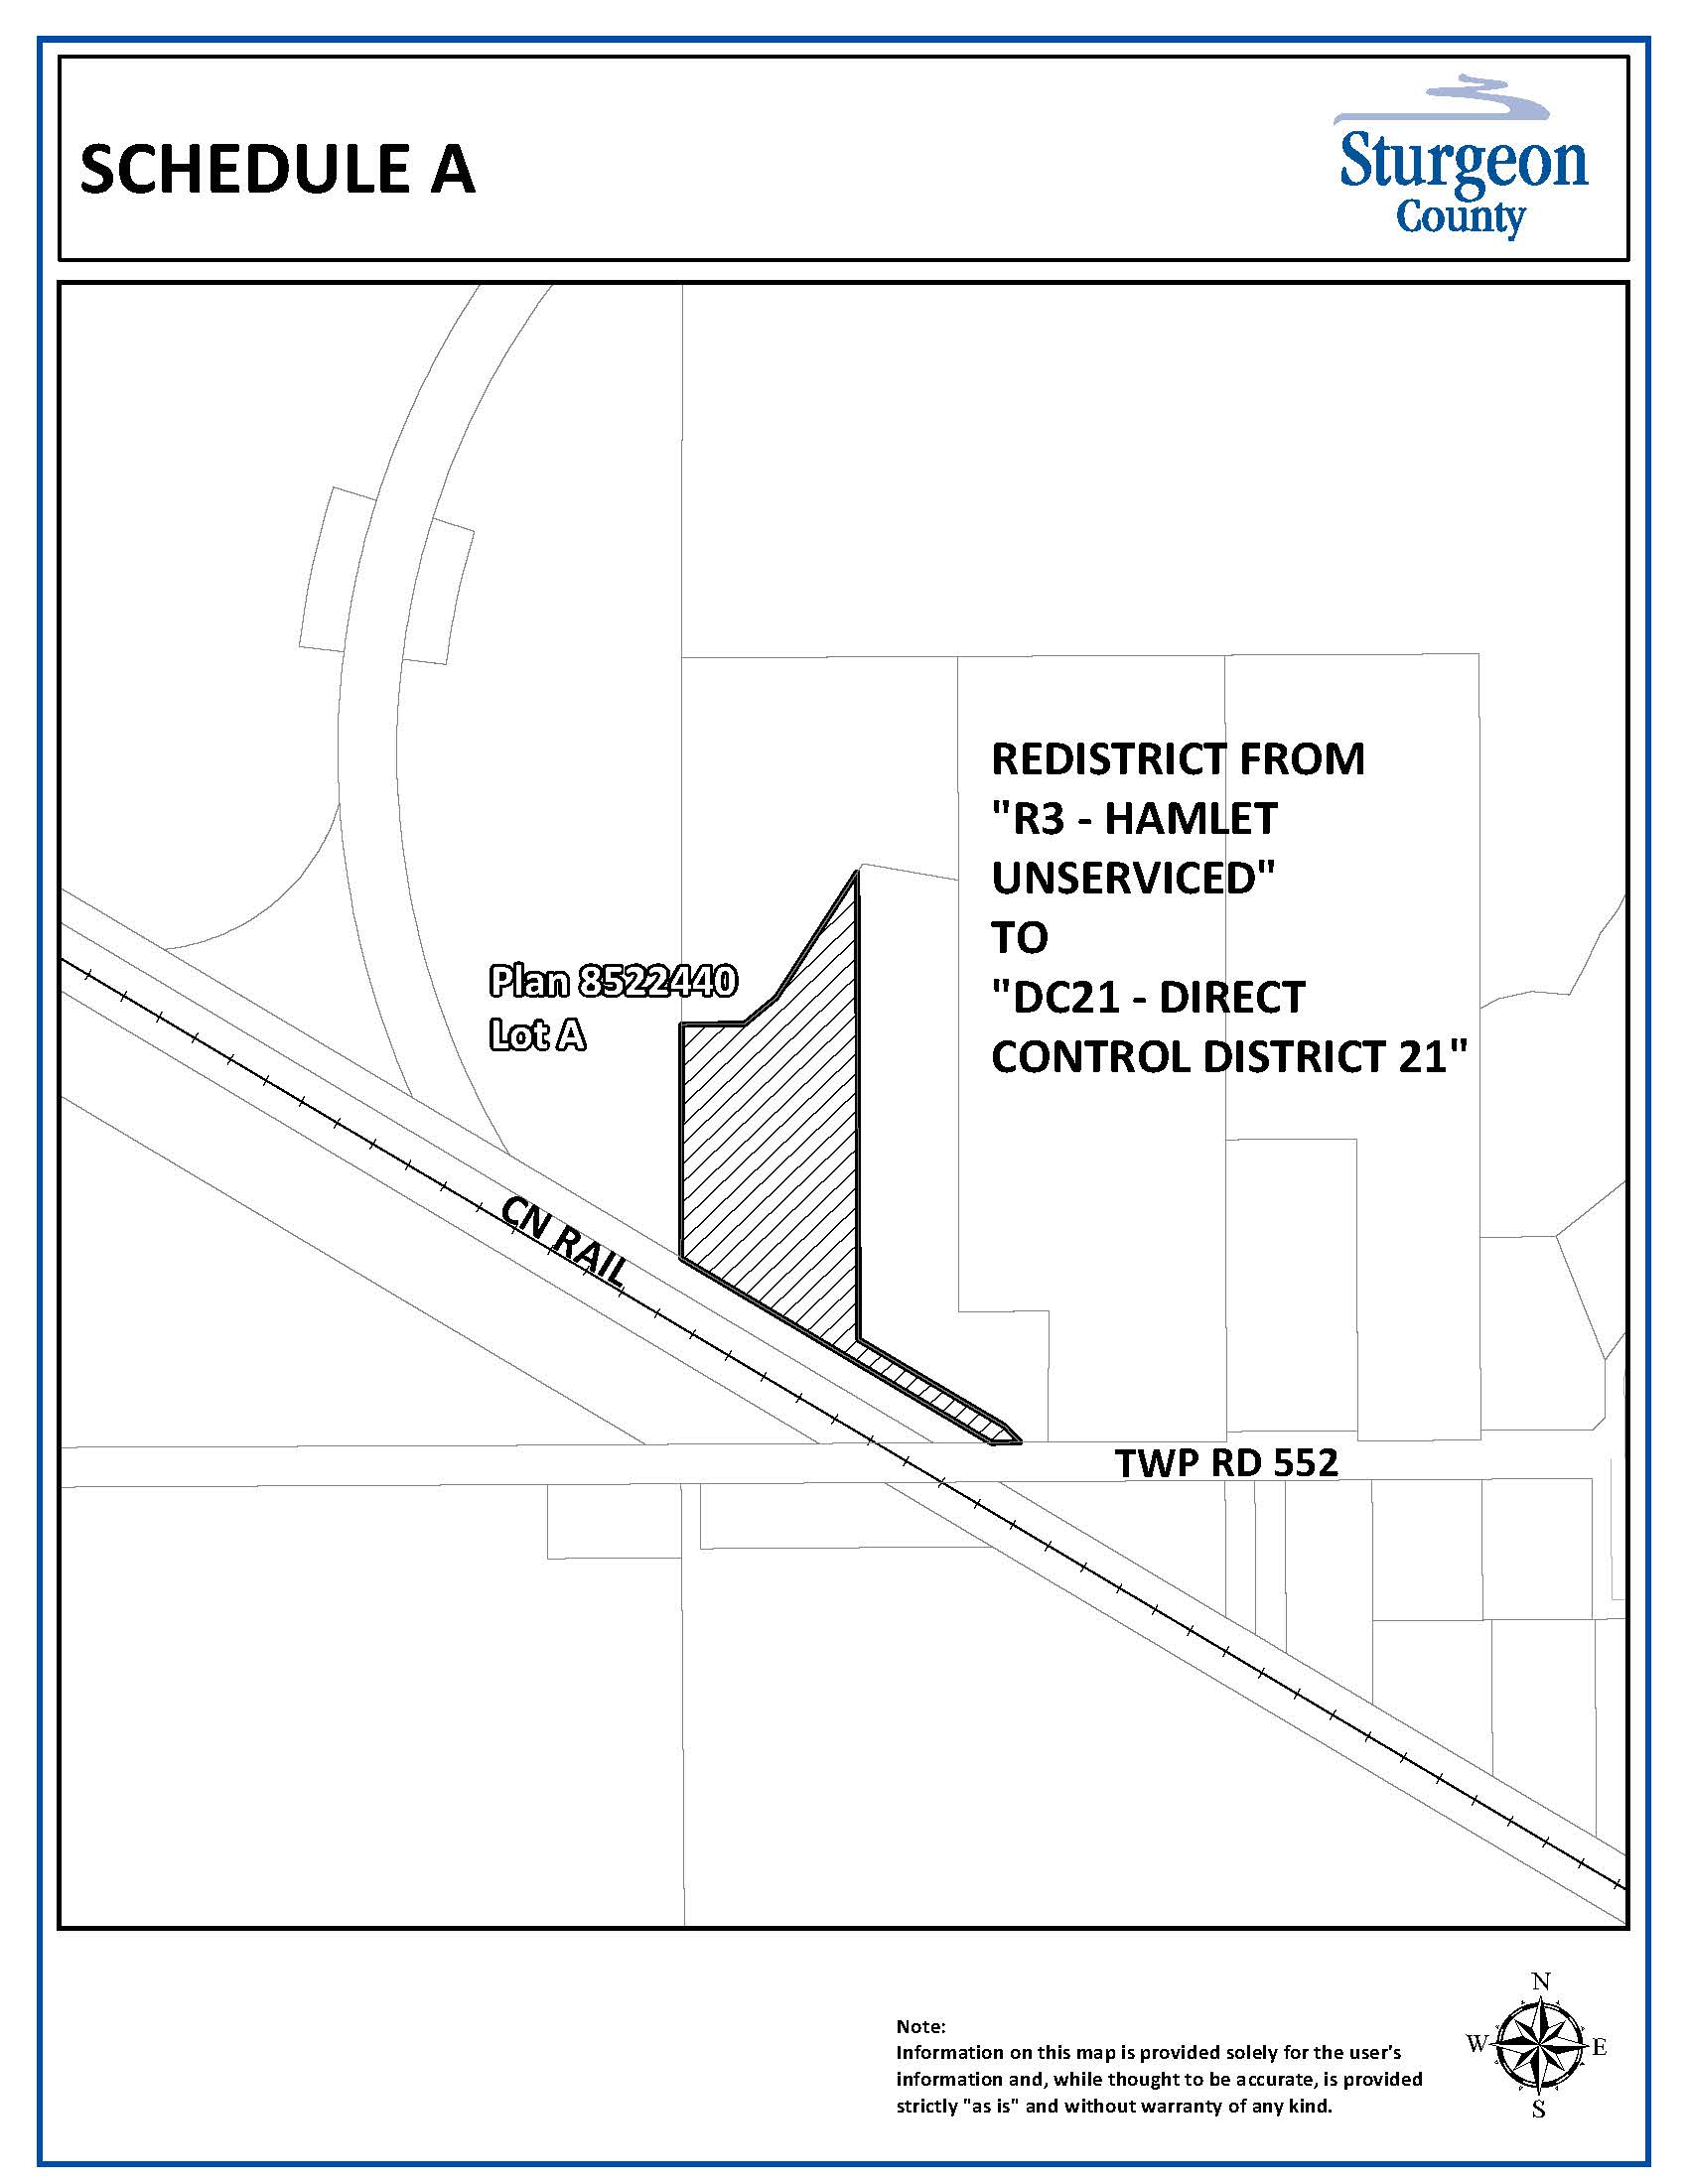 SCHEDULE A
Sturgeon
County
REDISTRICT FROM
"R3 - HAMLET
UNSERVICED"
TO
"DC21 - DIRECT
CONTROL DISTRICT 21"
Plan 8522440
Lot A
CN RAIL
TWP RD 552
Note:
Information on this map is provided solely for the user's
information and, while thought to be accurate, is provided
strictly "as is" and without warranty of any kind.
N
W
E
S